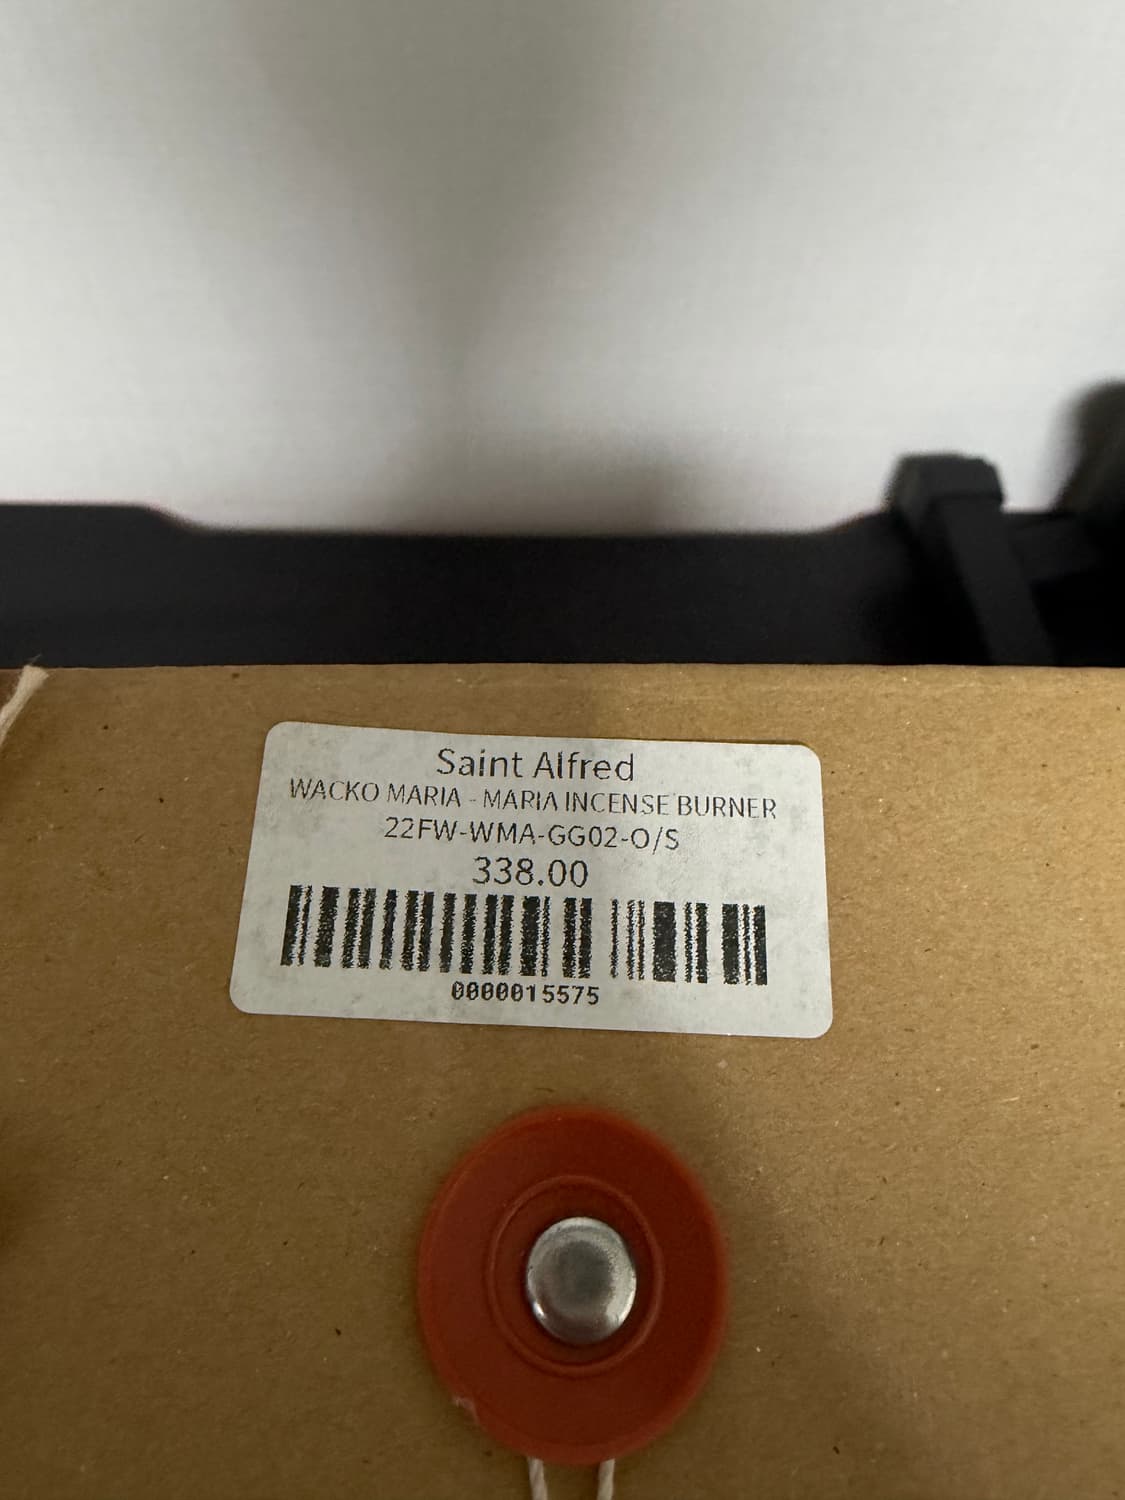 Saint Alfred
WACKO MARIA - MARIA INCENSE BURNER
22FW-WMA-GG02-O/S
338.00
0000015575